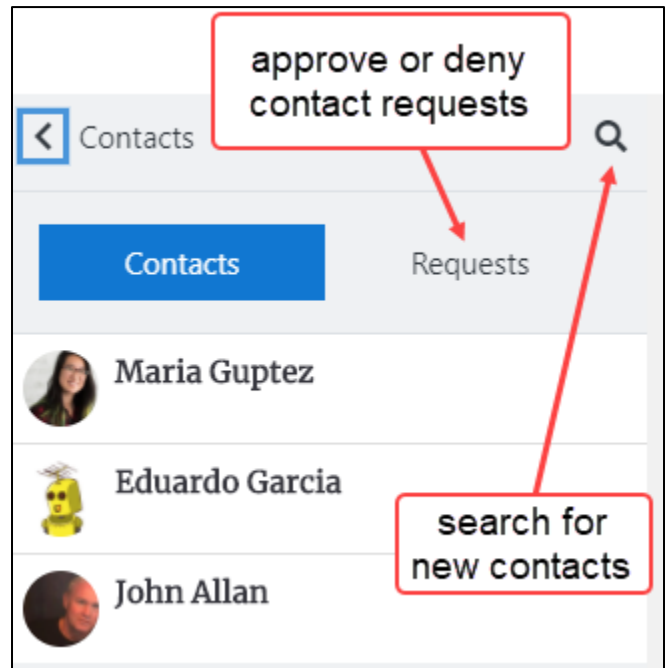 approve or deny
contact requests
Contacts
Contacts
Requests
Maria Guptez
Eduardo Garcia
search for
new contacts
John Allan